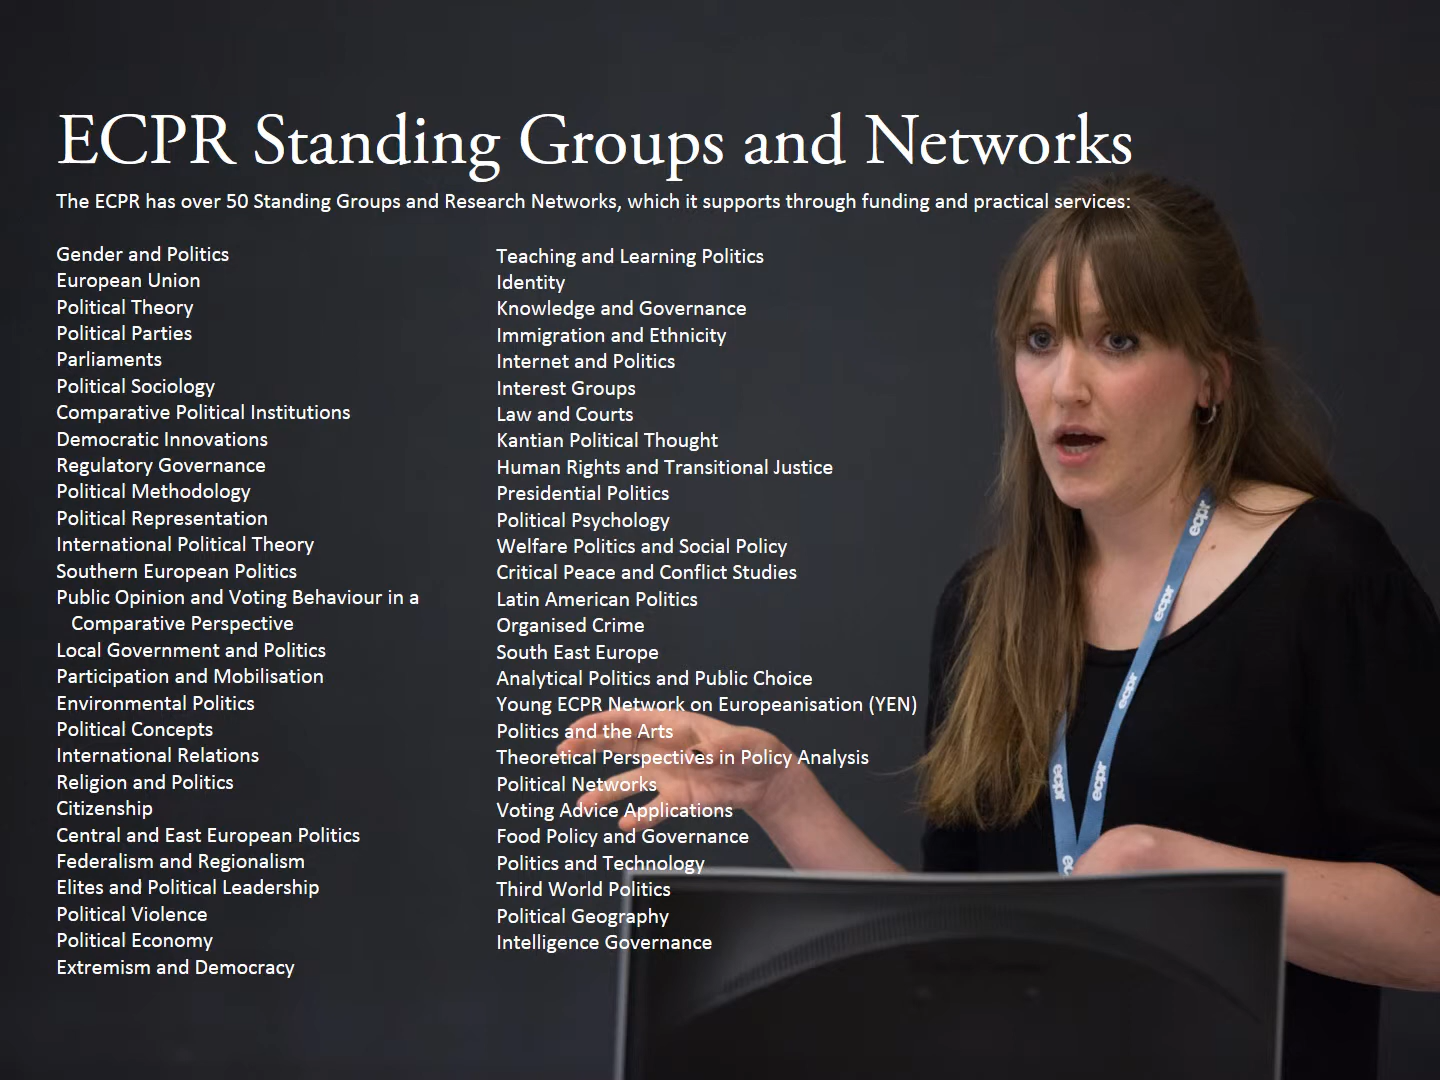 ECPR Standing Groups and Networks
The ECPR has over 50 Standing Groups and Research Networks, which it supports through funding and practical services:
Gender and Politics
European Union
Political Theory
Political Parties
Parliaments
Political Sociology
Comparative Political Institutions
Democratic Innovations
Regulatory Governance
Political Methodology
Political Representation
International Political Theory
Southern European Politics
Public Opinion and Voting Behaviour in a
Comparative Perspective
Local Government and Politics
Participation and Mobilisation
Environmental Politics
Political Concepts
International Relations
Religion and Politics
Citizenship
Central and East European Politics
Federalism and Regionalism
Elites and Political Leadership
Political Violence
Political Economy
Extremism and Democracy
Teaching and Learning Politics
Identity
Knowledge and Governance
Immigration and Ethnicity
Internet and Politics
Interest Groups
Law and Courts
Kantian Political Thought
Human Rights and Transitional Justice
Presidential Politics
Political Psychology
Welfare Politics and Social Policy
Critical Peace and Conflict Studies
Latin American Politics
Organised Crime
South East Europe
Analytical Politics and Public Choice
Young ECPR Network on Europeanisation (YEN)
Politics and the Arts
Theoretical Perspectives in Policy Analysis
Political Networks
Voting Advice Applications
Food Policy and Governance
Politics and Technology
Third World Politics
Political Geography
Intelligence Governance
ecpr
ecpr
ecpr
ecpr
ecpr